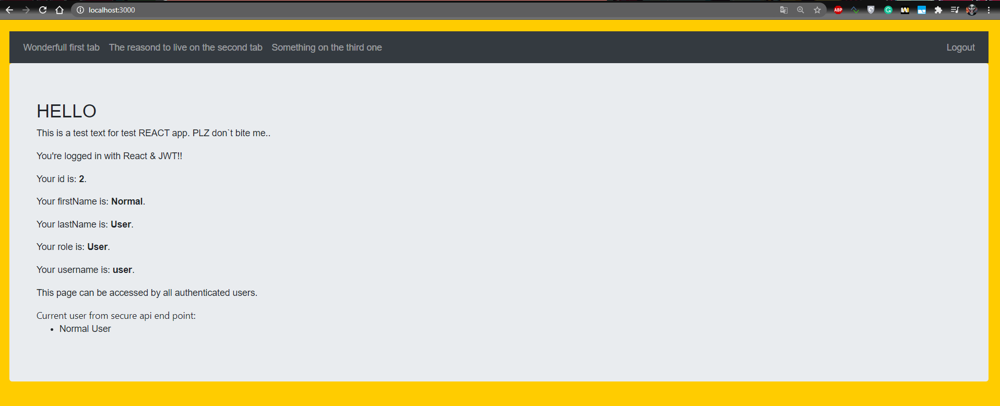 localhost:3000
ABP
Wonderfull first tab The reasond to live on the second tab Something on the third one Logout
HELLO
This is a test text for test REACT app. PLZ don`t bite me..
You're logged in with React & JWT!!
Your id is: 2.
Your firstName is: Normal.
Your lastName is: User.
Your role is: User.
Your username is: user.
This page can be accessed by all authenticated users.
Current user from secure api end point:
• Normal User